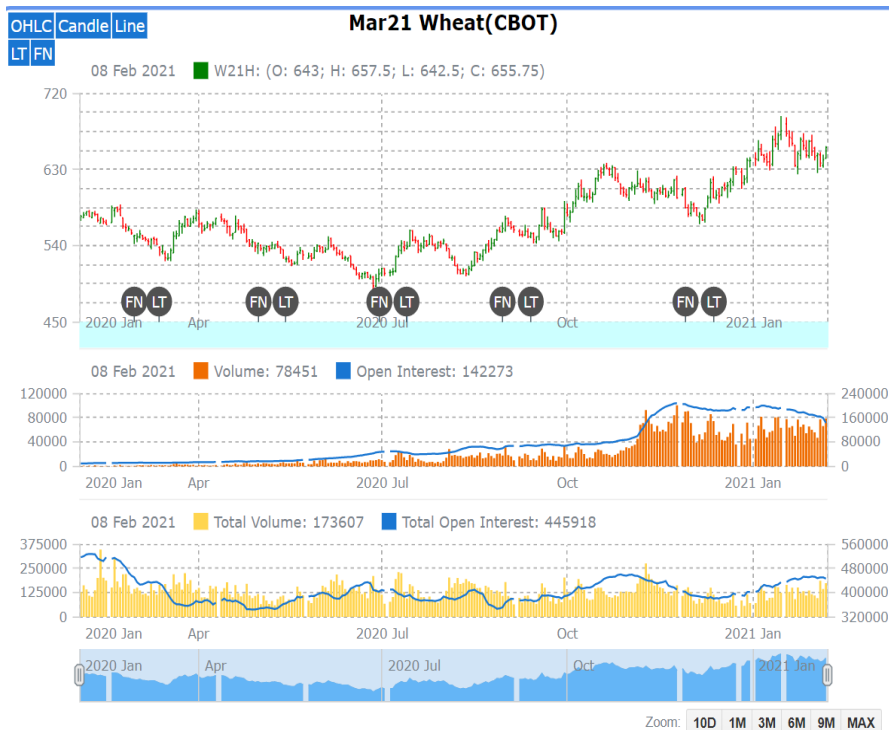 OHLC Candle Line
LT FN
Mar21 Wheat(CBOT)
08 Feb 2021 W21H: (O: 643; H: 657.5; L: 642.5; C: 655.75)
720
630
540
450
FN LT FN LT FN LT FN LT FN LT
2020 Jan Apr 2020 Jul Oct 2021 Jan
08 Feb 2021 Volume: 78451 Open Interest: 142273
120000 240000
80000 160000
40000 80000
0 0
2020 Jan Apr 2020 Jul Oct 2021 Jan
08 Feb 2021 Total Volume: 173607 Total Open Interest: 445918
375000 560000
250000 480000
125000 400000
0 320000
2020 Jan Apr 2020 Jul Oct 2021 Jan
2020 Jan Apr 2020 Jul Oct 2021 Jan
Zoom: 10D 1M 3M 6M 9M MAX